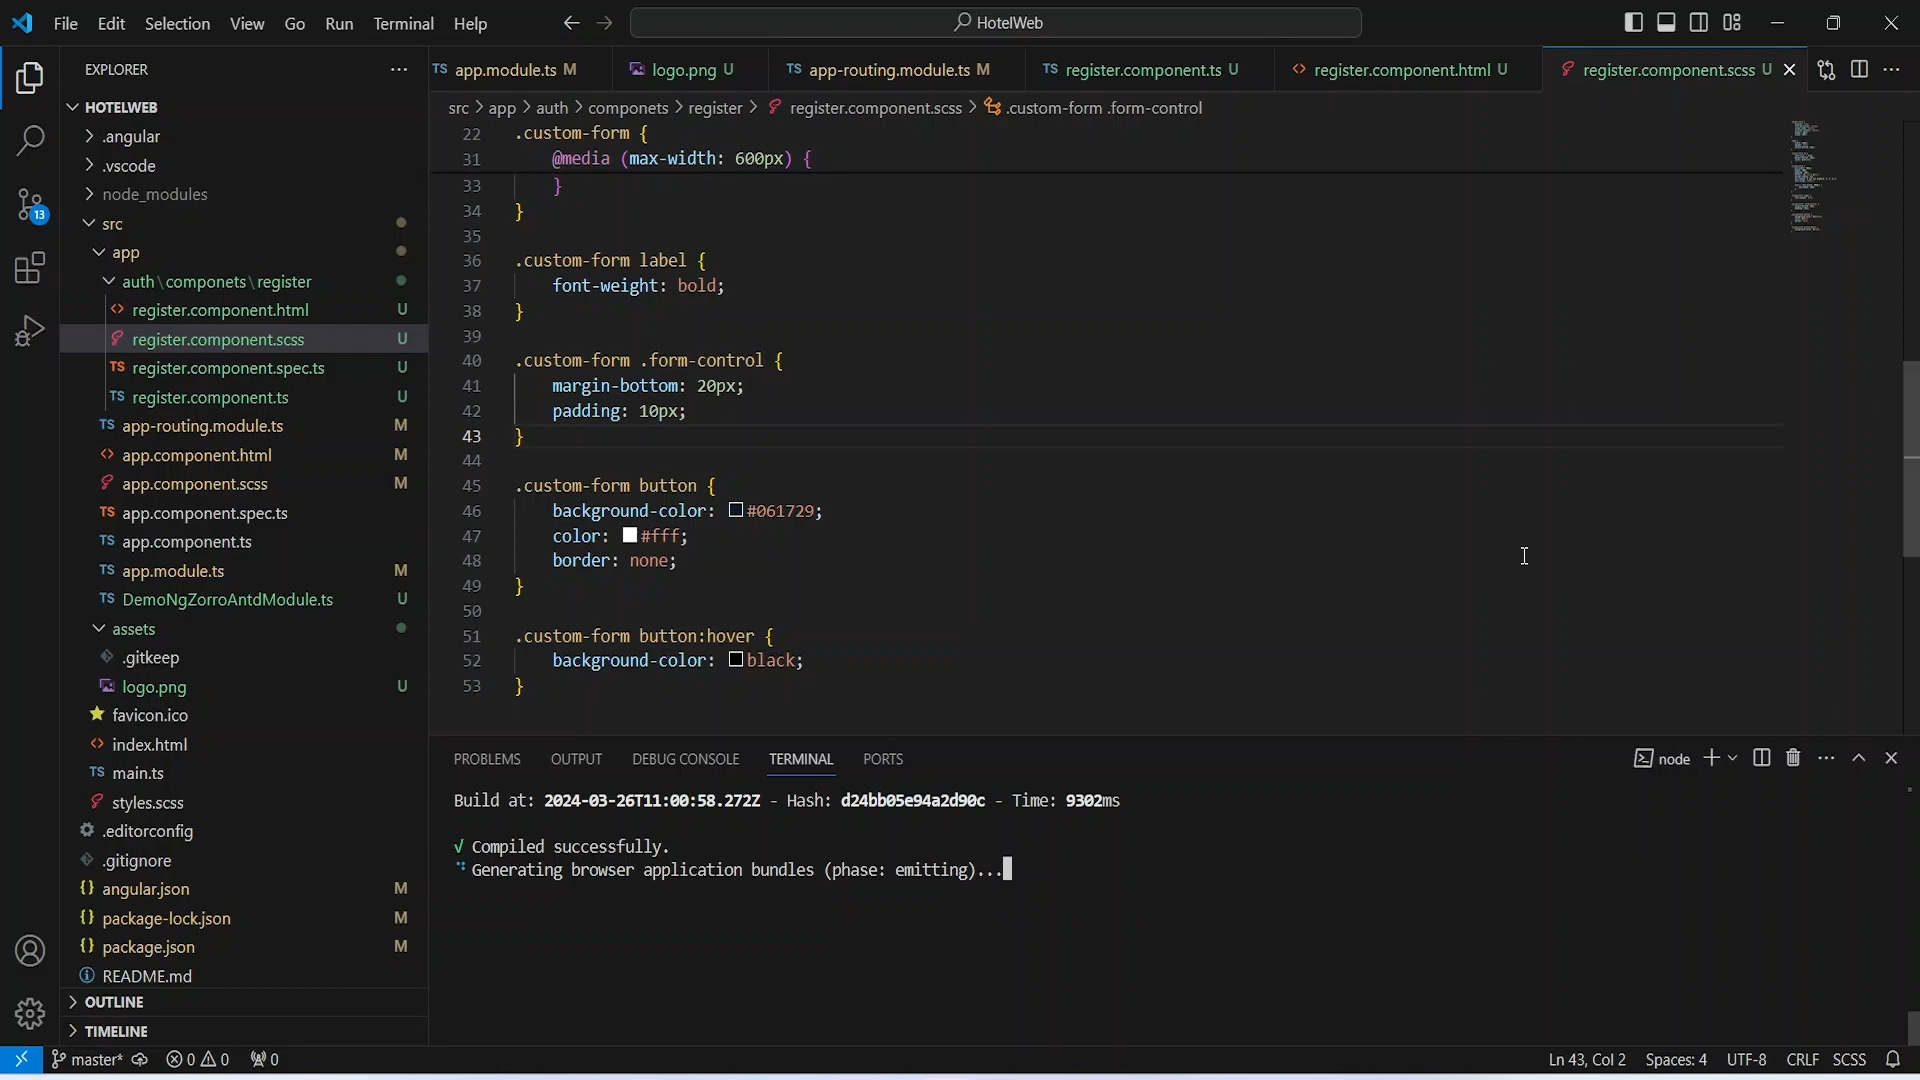 File Edit Selection View Go Run Terminal Help HotelWeb
EXPLORER
app.module.ts M logo.png U app-routing.module.ts M register.component.ts U register.component.html U register.component.scss U
HOTELWEB
src > app > auth > componets > register > register.component.scss > .custom-form .form-control
.angular
.vscode
node_modules
src
app
auth\componets\register
register.component.html U
register.component.scss U
TS register.component.spec.ts U
TS register.component.ts U
TS app-routing.module.ts M
app.component.html M
app.component.scss M
TS app.component.spec.ts
TS app.component.ts
TS app.module.ts M
TS DemoNgZorroAntdModule.ts U
assets
.gitkeep
logo.png U
favicon.ico
index.html
TS main.ts
styles.scss
.editorconfig
.gitignore
{} angular.json M
{} package-lock.json M
{} package.json M
README.md
OUTLINE
TIMELINE
13
22 .custom-form {
31 @media (max-width: 600px) {
33 }
34 }
35
36 .custom-form label {
37 font-weight: bold;
38 }
39
40 .custom-form .form-control {
41 margin-bottom: 20px;
42 padding: 10px;
43 }
44
45 .custom-form button {
46 background-color: #061729;
47 color: #fff;
48 border: none;
49 }
50
51 .custom-form button:hover {
52 background-color: black;
53 }
PROBLEMS OUTPUT DEBUG CONSOLE TERMINAL PORTS node
Build at: 2024-03-26T11:00:58.272Z - Hash: d24bb05e94a2d90c - Time: 9302ms
√ Compiled successfully.
Generating browser application bundles (phase: emitting)...
master* 0 0 0 Ln 43, Col 2 Spaces: 4 UTF-8 CRLF SCSS